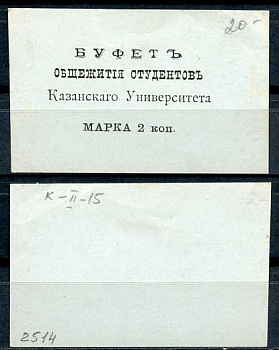 20-
БУФЕТЪ
ОБЩЕЖИТІЯ СТУДЕНТОВЪ
Казанскаго Университета
МАРКА 2 коп.
К-II-15
2514